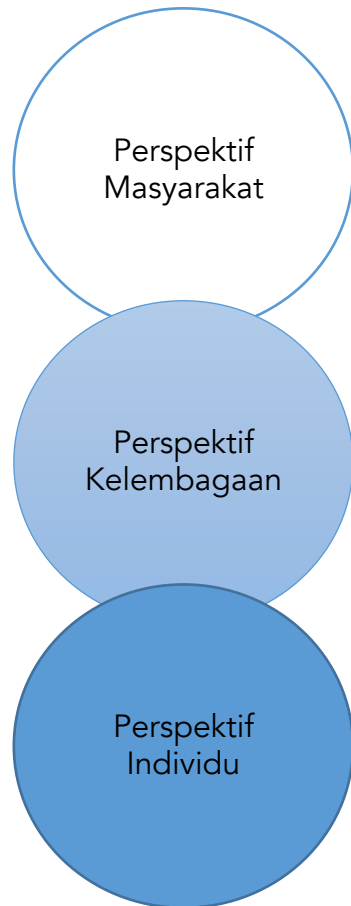 Perspektif
Masyarakat
Perspektif
Kelembagaan
Perspektif
Individu